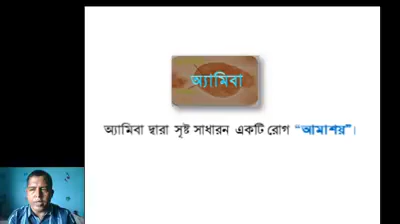 অ্যামিবা
অ্যামিবা দ্বারা সৃষ্ট সাধারন একটি রোগ “আমাশয়”।